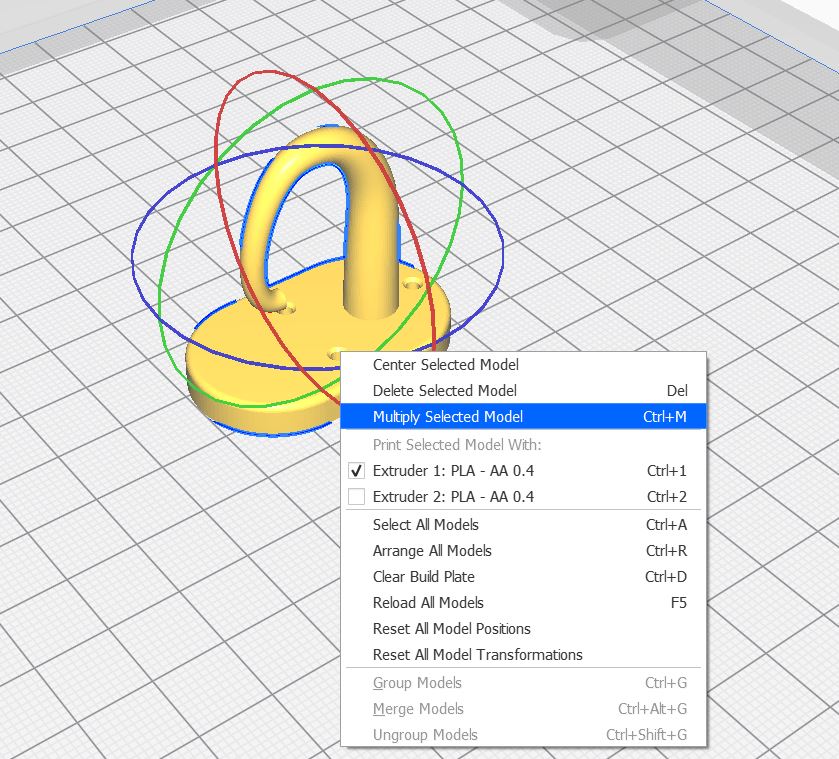 Center Selected Model
Delete Selected Model Del
Multiply Selected Model Ctrl+M
Print Selected Model With:
Extruder 1: PLA - AA 0.4 Ctrl+1
Extruder 2: PLA - AA 0.4 Ctrl+2
Select All Models Ctrl+A
Arrange All Models Ctrl+R
Clear Build Plate Ctrl+D
Reload All Models F5
Reset All Model Positions
Reset All Model Transformations
Group Models Ctrl+G
Merge Models Ctrl+Alt+G
Ungroup Models Ctrl+Shift+G